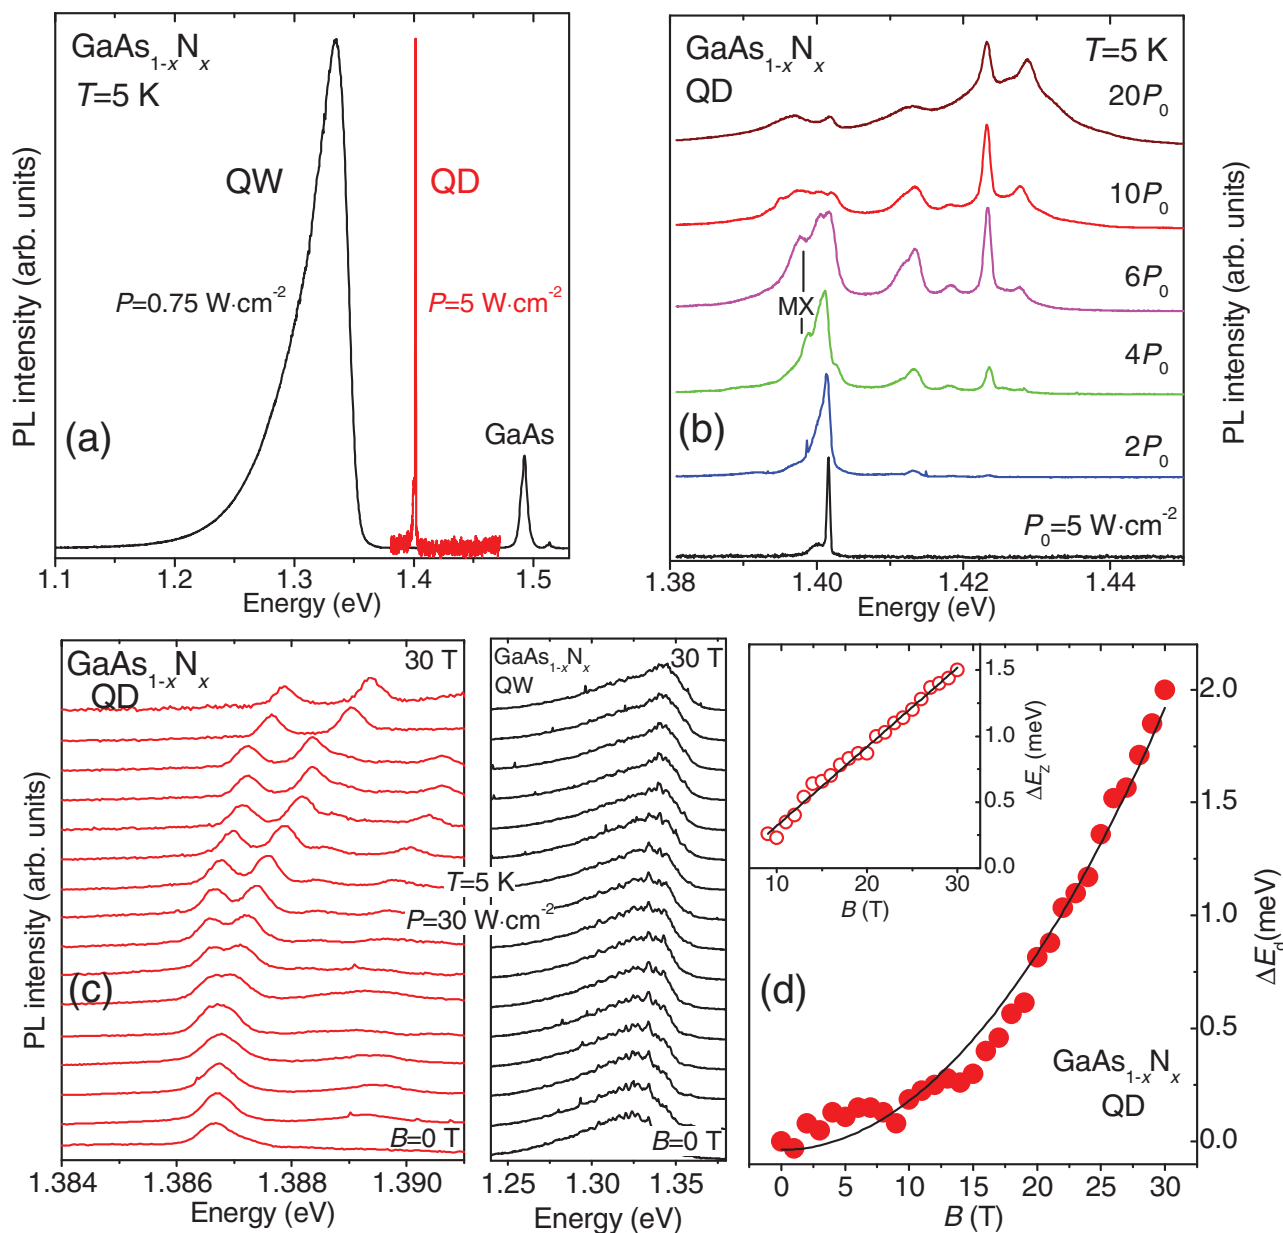 GaAs1-xNx
T=5 K
QW
QD
P=0.75 W·cm-2
P=5 W·cm-2
GaAs
(a)
PL intensity (arb. units)
1.1 1.2 1.3 1.4 1.5
Energy (eV)
GaAs1-xNx
QD
T=5 K
20P0
10P0
6P0
MX
4P0
2P0
P0=5 W·cm-2
(b)
PL intensity (arb. units)
1.38 1.40 1.42 1.44
Energy (eV)
GaAs1-xNx
QD
30 T
T=5 K
P=30 W·cm-2
(c)
B=0 T
PL intensity (arb. units)
1.384 1.386 1.388 1.390
Energy (eV)
GaAs1-xNx
QW
30 T
B=0 T
1.25 1.30 1.35
Energy (eV)
1.5
1.0
0.5
0.0
ΔEZ (meV)
10 20 30
B (T)
(d)
GaAs1-xNx
QD
2.0
1.5
1.0
0.5
0.0
ΔEd(meV)
0 5 10 15 20 25 30
B (T)